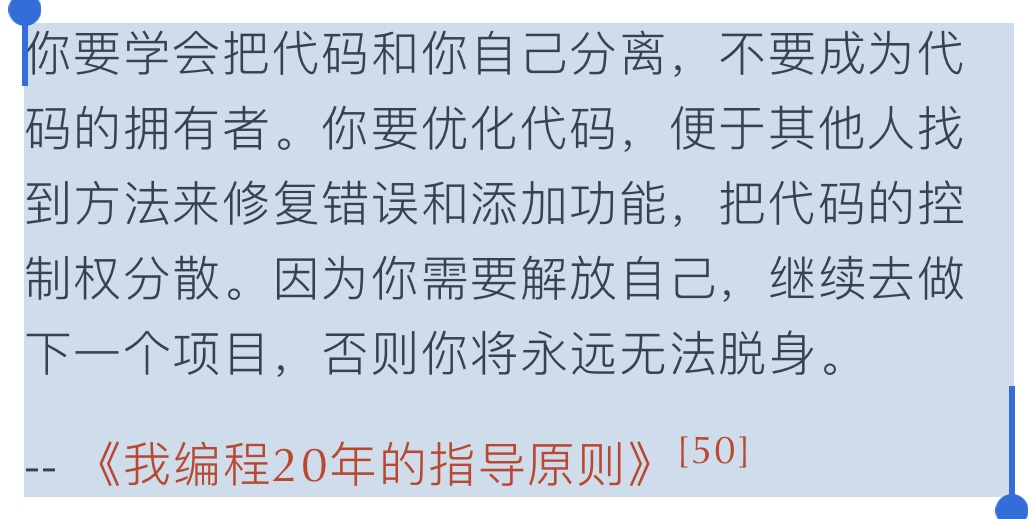 你要学会把代码和你自己分离，不要成为代
码的拥有者。你要优化代码，便于其他人找
到方法来修复错误和添加功能，把代码的控
制权分散。因为你需要解放自己，继续去做
下一个项目，否则你将永远无法脱身。
-- 《我编程20年的指导原则》[50]